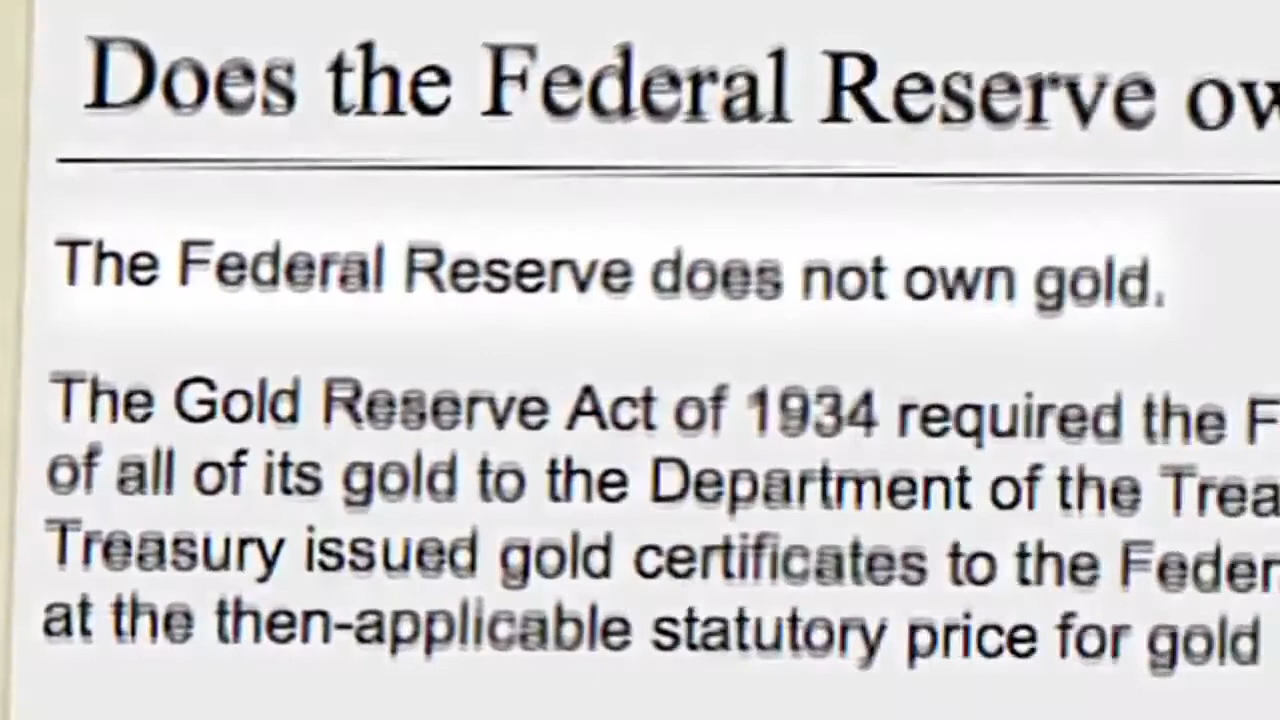 Does the Federal Reserve ow
The Federal Reserve does not own gold.
The Gold Reserve Act of 1934 required the F
of all of its gold to the Department of the Trea
Treasury issued gold certificates to the Feder
at the then-applicable statutory price for gold